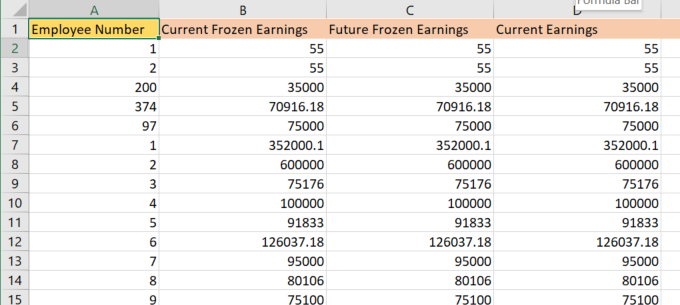 Formula Bar
A B C D
1 Employee Number Current Frozen Earnings Future Frozen Earnings Current Earnings
2 1 55 55 55
3 2 55 55 55
4 200 35000 35000 35000
5 374 70916.18 70916.18 70916.18
6 97 75000 75000 75000
7 1 352000.1 352000.1 352000.1
8 2 600000 600000 600000
9 3 75176 75176 75176
10 4 100000 100000 100000
11 5 91833 91833 91833
12 6 126037.18 126037.18 126037.18
13 7 95000 95000 95000
14 8 80106 80106 80106
15 9 75100 75100 75100